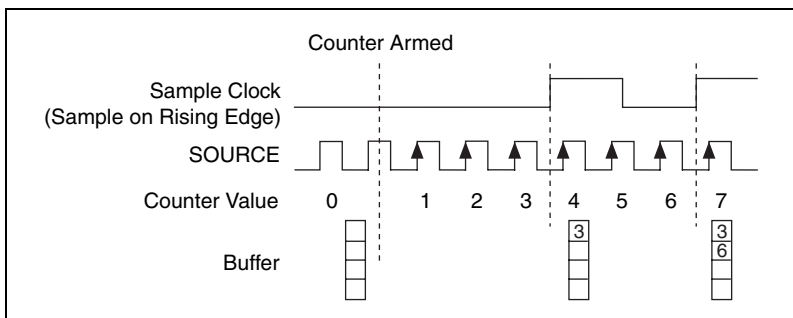 Counter Armed
Sample Clock
(Sample on Rising Edge)
SOURCE
Counter Value 0 1 2 3 4 5 6 7
3 3
Buffer 6